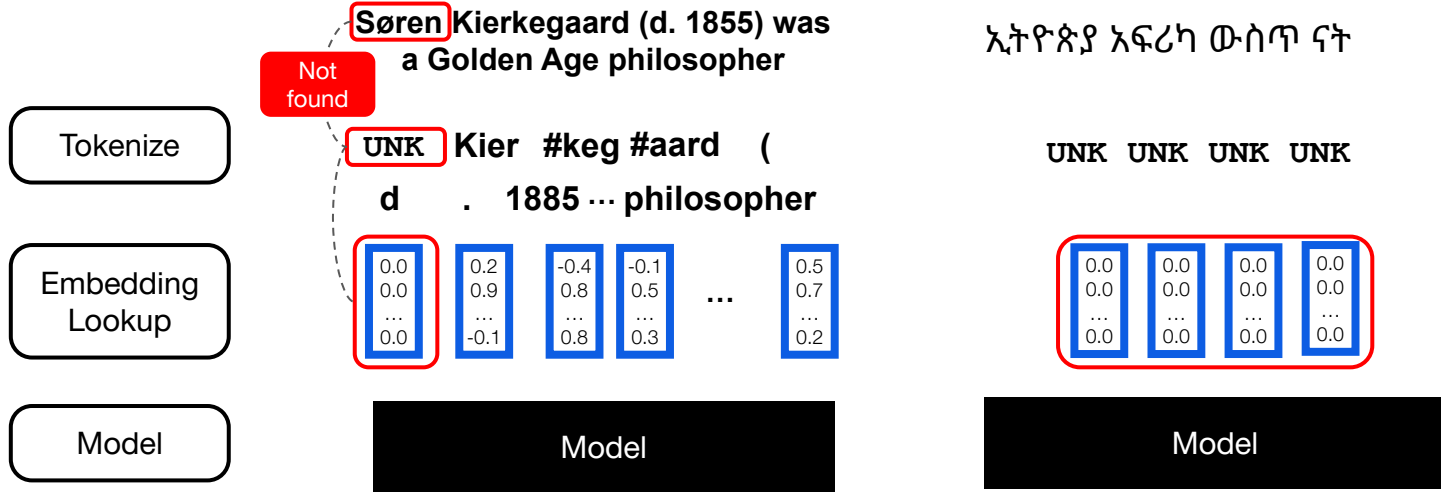 Søren Kierkegaard (d. 1855) was
a Golden Age philosopher
ኢትዮጵያ አፍሪካ ውስጥ ናት
Not
found
Tokenize
UNK Kier #keg #aard (
d . 1885 ... philosopher
UNK UNK UNK UNK
Embedding
Lookup
0.0 0.2 -0.4 -0.1 0.5
0.0 0.9 0.8 0.5 ... 0.7
... ... ... ... ...
0.0 -0.1 0.8 0.3 0.2
0.0 0.0 0.0 0.0
0.0 0.0 0.0 0.0
... ... ... ...
0.0 0.0 0.0 0.0
Model
Model
Model